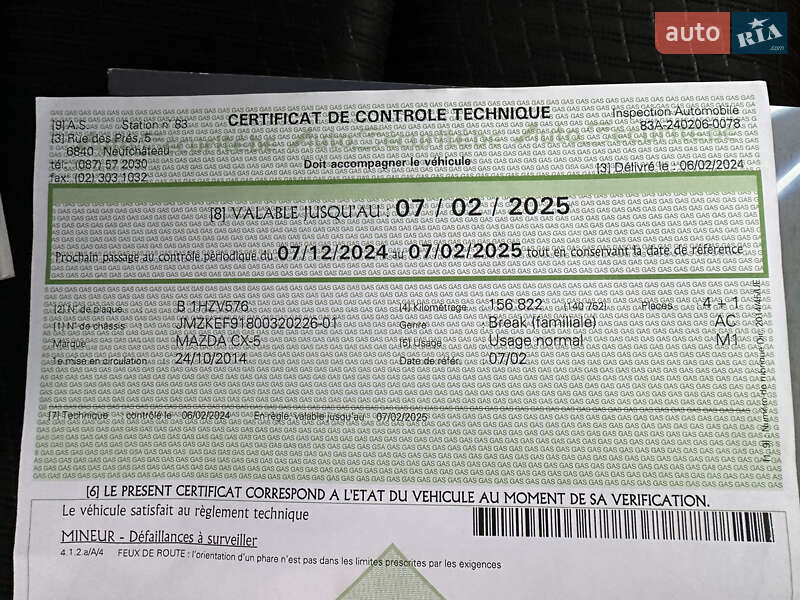 auto RIA
.com
[9] A.S. Station n. 83
[3] Rue des Prés, 5
6840 Neufchâteau
tél: (087) 57 2030
fax: (02) 303 1032
CERTIFICAT DE CONTROLE TECHNIQUE
Doit accompagner le véhicule
Inspection Automobile
83A-240206-0078
[3] Délivré le : 06/02/2024
[8] VALABLE JUSQU'AU : 07 / 02 / 2025
Prochain passage au contrôle périodique du 07/12/2024 au 07/02/2025 tout en conservant la date de référence
[2] N. de plaque B 1HZV576 [4] Kilométrage 156.822 (140 752) Places 4 + 1
[1] N. de châssis JMZKEF91800320226-01 Genre Break (familiale) AC
Marque MAZDA CX-5 [5] Usage Usage normal M1
1e mise en circulation 24/10/2014 Date de référ. 07/02
[7] Technique contrôlé le 06/02/2024 En règle, valable jusqu'au 07/02/2025
[6] LE PRESENT CERTIFICAT CORRESPOND A L'ETAT DU VEHICULE AU MOMENT DE SA VERIFICATION.
Le véhicule satisfait au règlement technique
MINEUR - Défaillances à surveiller
4.1.2.a/A/4 FEUX DE ROUTE : l'orientation d'un phare n'est pas dans les limites prescrites par les exigences